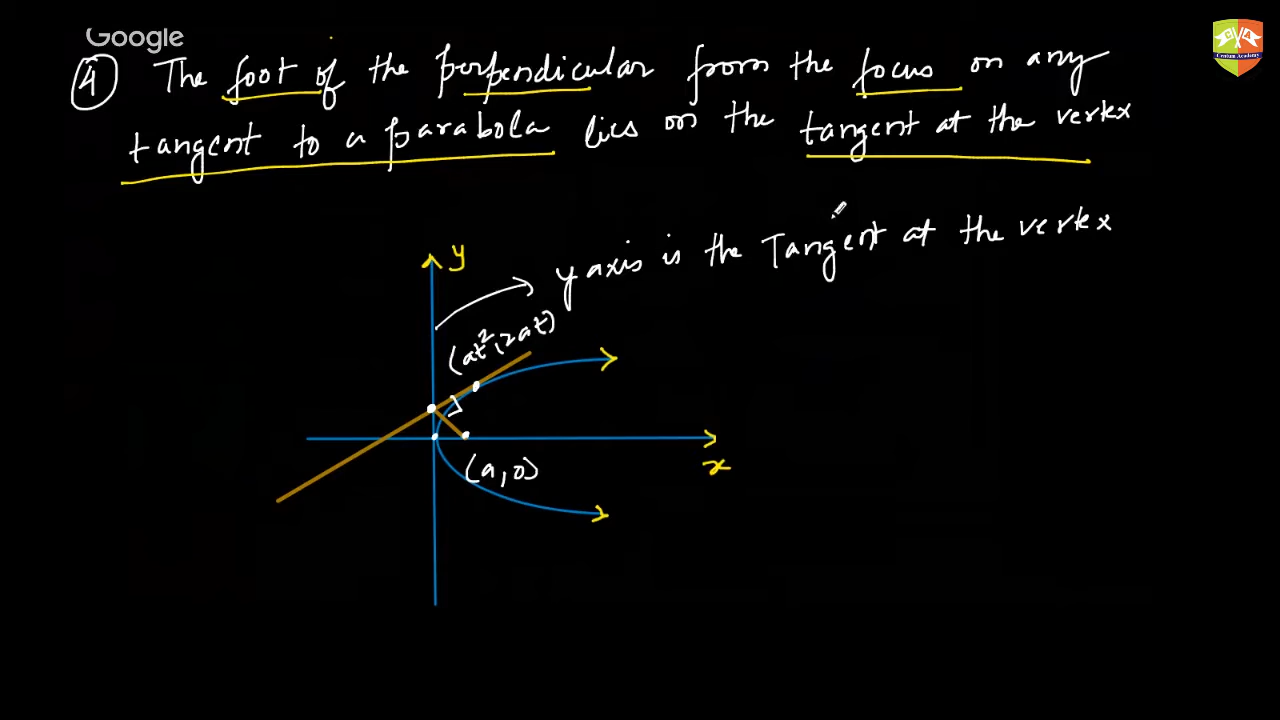 Google
4 The foot of the perpendicular from the focus on any
tangent to a parabola lies on the tangent at the vertex
y axis is the Tangent at the vertex
y
(at²,2at)
x
(a,0)